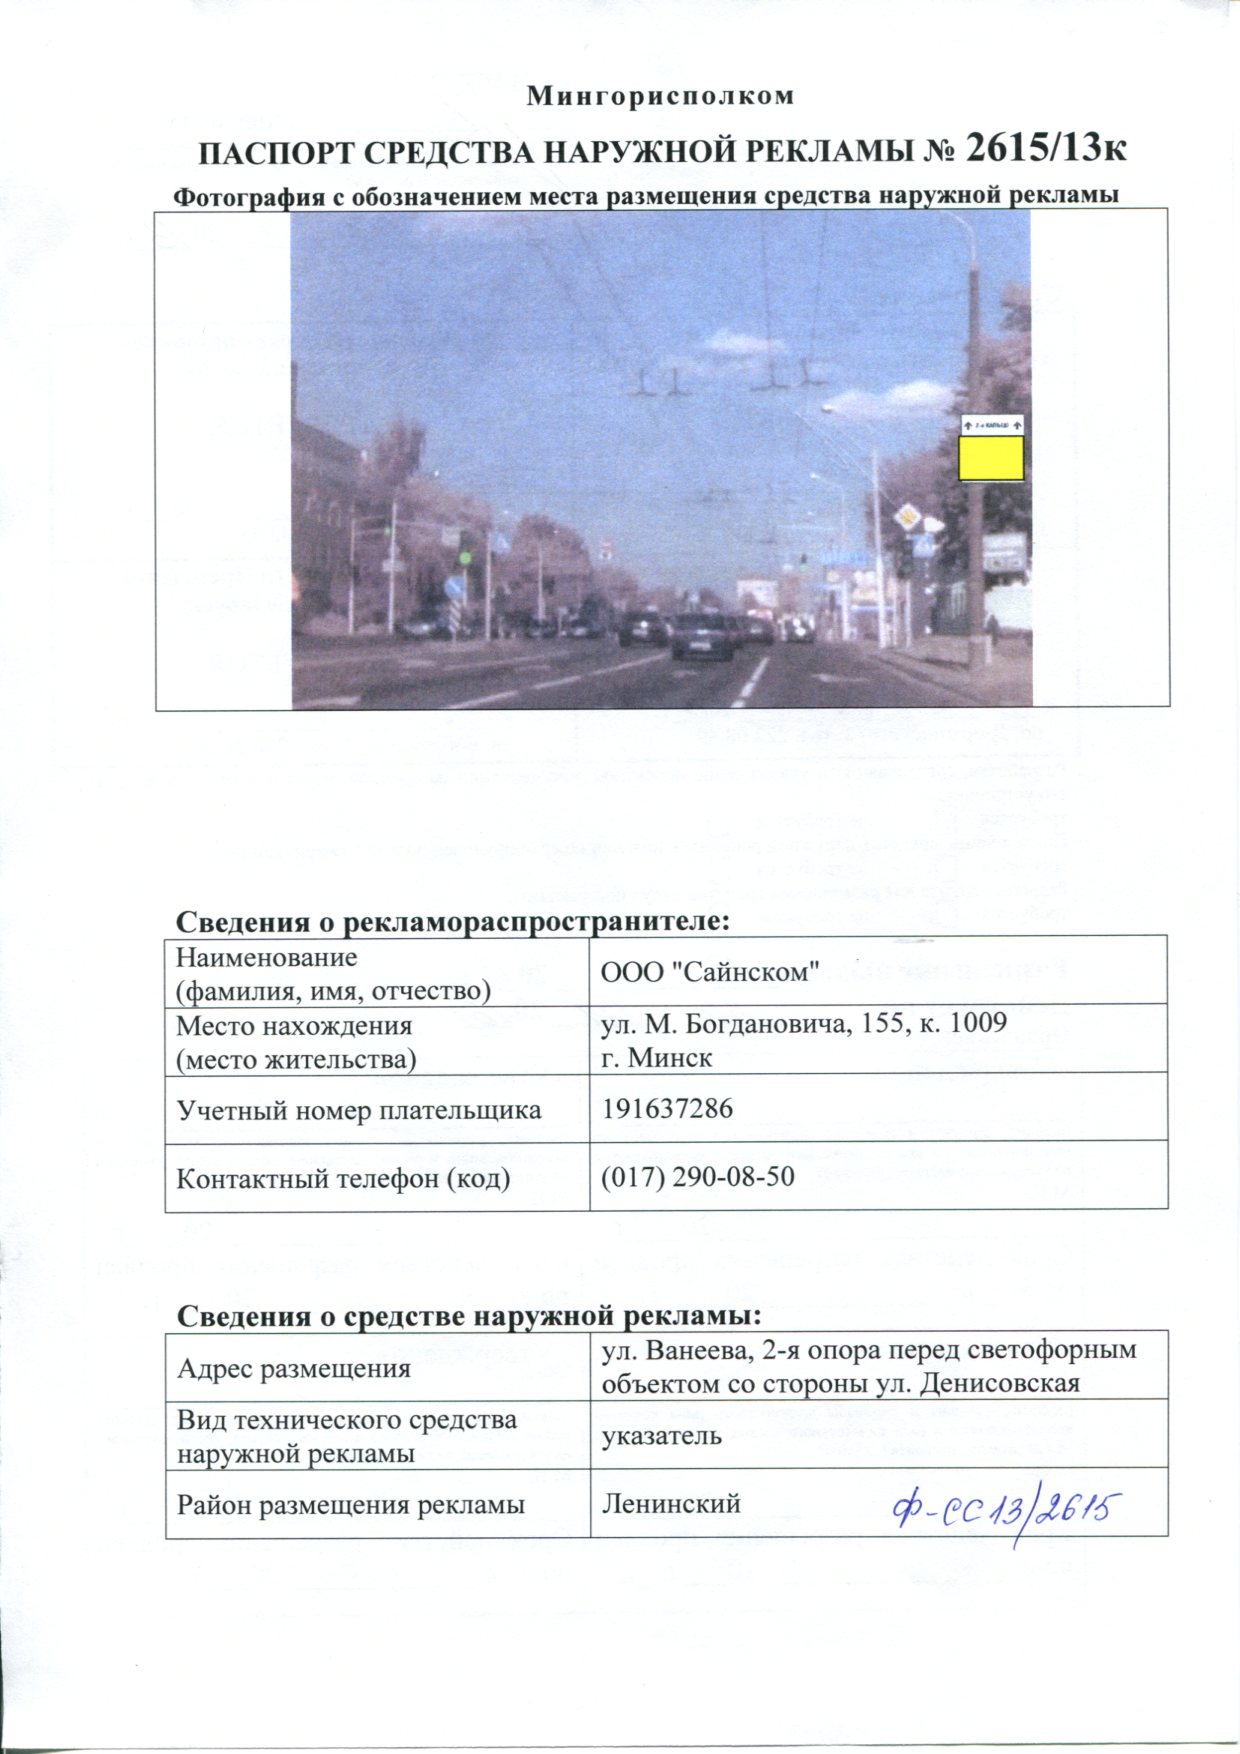 Мингорисполком
ПАСПОРТ СРЕДСТВА НАРУЖНОЙ РЕКЛАМЫ № 2615/13к
Фотография с обозначением места размещения средства наружной рекламы
Сведения о рекламораспространителе:
Наименование
(фамилия, имя, отчество)
ООО "Сайнском"
Место нахождения
(место жительства)
ул. М. Богдановича, 155, к. 1009
г. Минск
Учетный номер плательщика
191637286
Контактный телефон (код)
(017) 290-08-50
Сведения о средстве наружной рекламы:
Адрес размещения
ул. Ванеева, 2-я опора перед светофорным
объектом со стороны ул. Денисовская
Вид технического средства
наружной рекламы
указатель
Район размещения рекламы
Ленинский
Ф-СС13/2615